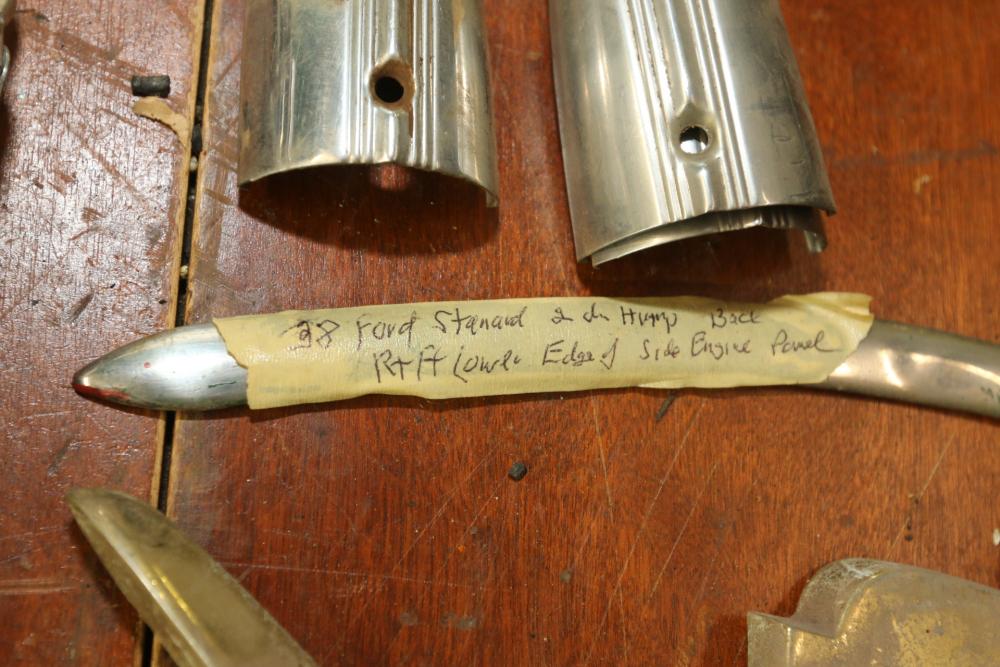 38 Ford Stanard 2 dr Hump Back
Rt Ft Lower Edge of Side Engine Panel